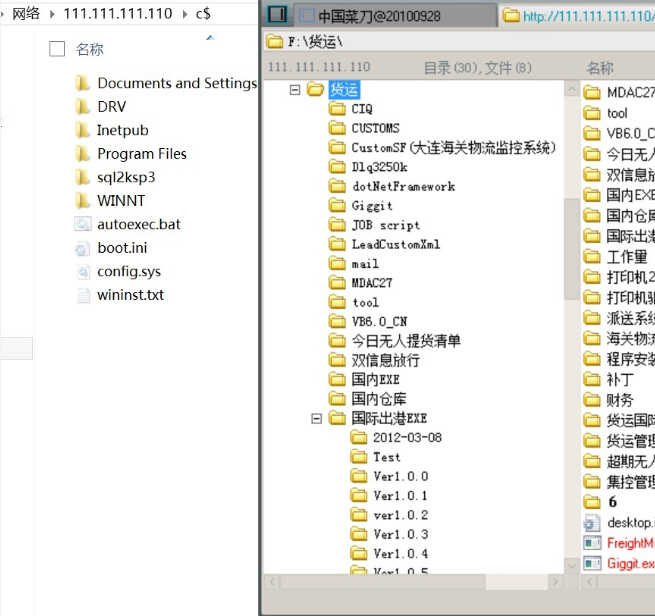 网络 111.111.111.110 c$
名称
Documents and Settings
DRV
Inetpub
Program Files
sql2ksp3
WINNT
autoexec.bat
boot.ini
config.sys
wininst.txt
中国菜刀@20100928 http://111.111.111.110/
F:\货运\
111.111.111.110 目录(30),文件(8)
货运
CIQ
CUSTOMS
CustomSF(大连海关物流监控系统)
Dlq3250k
dotNetFramework
Giggit
JOB script
LeadCustomXml
mail
MDAC27
tool
VB6.0_CN
今日无人提货清单
双信息放行
国内EXE
国内仓库
国际出港EXE
2012-03-08
Test
Ver1.0.0
Ver1.0.1
ver1.0.2
Ver1.0.3
Ver1.0.4
Ver1.0.5
名称
MDAC27
tool
VB6.0_C
今日无人
双信息放
国内EXE
国内仓库
国际出港
工作量
打印机2
打印机驱
派送系统
海关物流
程序安装
补丁
财务
货运国际
货运管理
超期无人
集控管理
6
desktop.i
FreightM
Giggit.exe